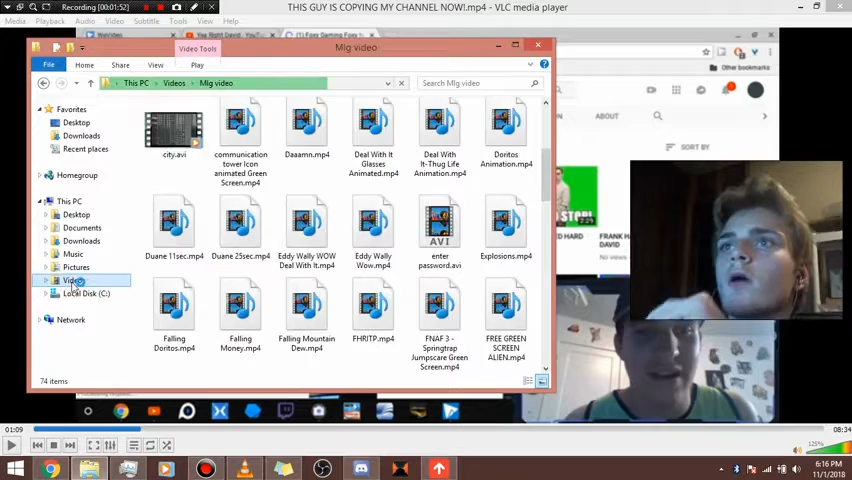 Recording [00:01:52]
THIS GUY IS COPYING MY CHANNEL NOW!.mp4 - VLC media player
Media Playback Audio Video Subtitle Tools View Help
Video Tools
Mlg video
File Home Share View Play
This PC Videos Mlg video
Search Mlg video
Other bookmarks
ABOUT
SORT BY
Favorites
Desktop
Downloads
Recent places
Homegroup
This PC
Desktop
Documents
Downloads
Music
Pictures
Local Disk (C:)
Network
city.avi
communication
tower Icon
animated Green
Screen.mp4
Daaamn.mp4
Deal With It
Glasses
Animated.mp4
Deal With
It-Thug Life
Animation.mp4
Doritos
Animation.mp4
Duane 11sec.mp4
Duane 25sec.mp4
Eddy Wally WOW
Deal With It.mp4
Eddy Wally
Wow.mp4
AVI
enter
password.avi
Explosions.mp4
Falling
Doritos.mp4
Falling
Money.mp4
Falling Mountain
Dew.mp4
FHRITP.mp4
FNAF 3 -
Springtrap
Jumpscare Green
Screen.mp4
FREE GREEN
SCREEN
ALIEN.mp4
FRANK
DAVID
74 items
01:09
08:34
125%
6:16 PM
11/1/2018